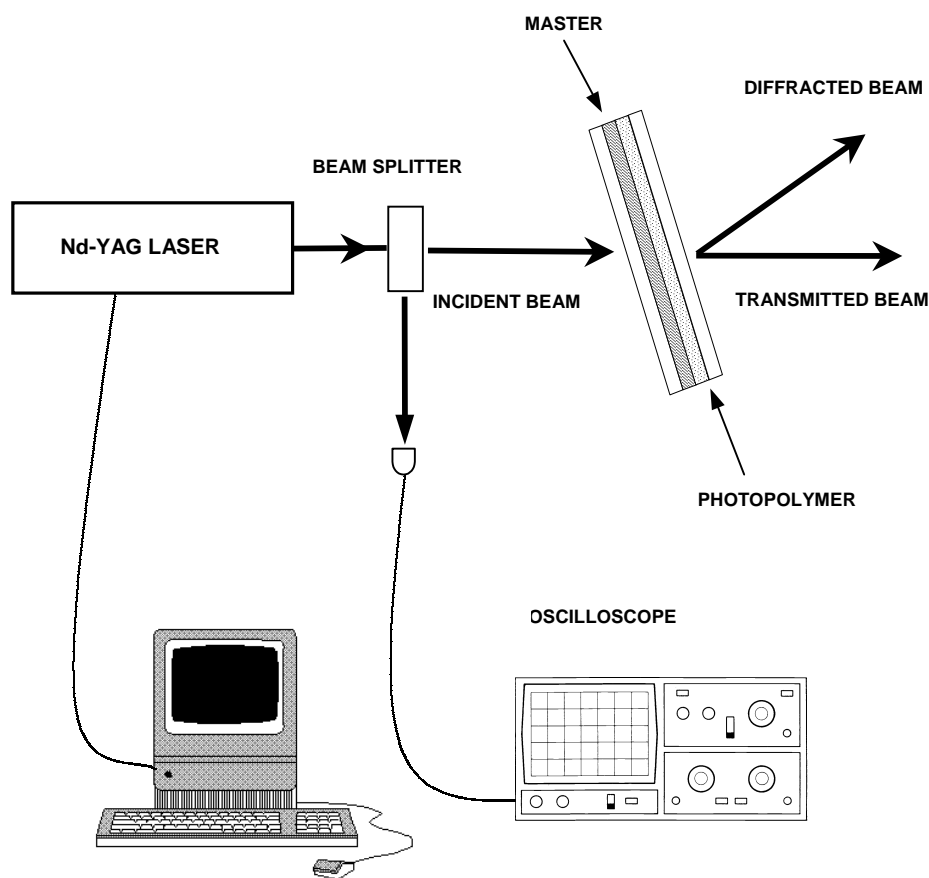 MASTER
DIFFRACTED BEAM
BEAM SPLITTER
Nd-YAG LASER
INCIDENT BEAM
TRANSMITTED BEAM
PHOTOPOLYMER
OSCILLOSCOPE